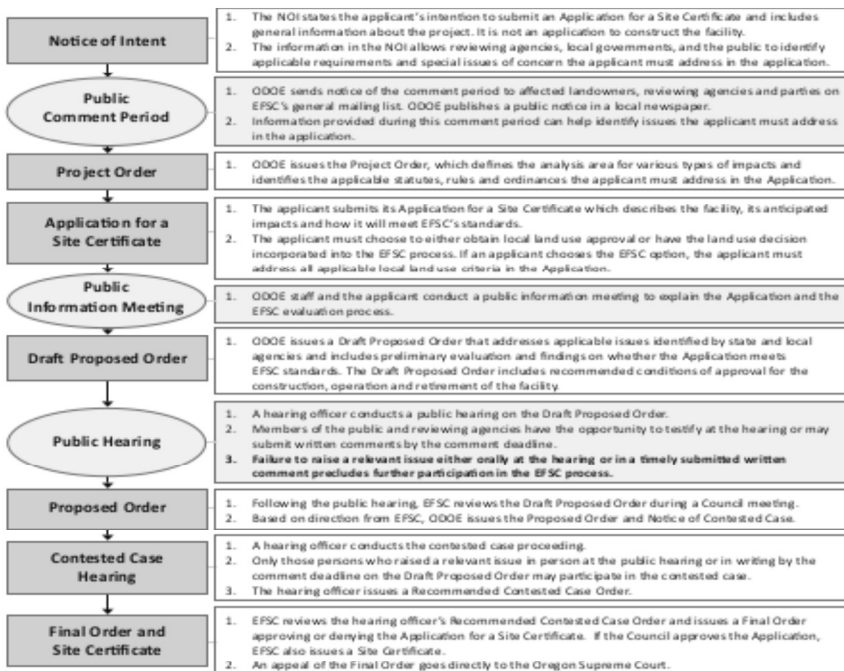 Notice of Intent
1. The NOI states the applicant's intention to submit an Application for a Site Certificate and includes
general information about the project. It is not an application to construct the facility.
2. The information in the NOI allows reviewing agencies, local governments, and the public to identify
applicable requirements and special issues of concern the applicant must address in the application.
Public
Comment Period
1. ODOE sends notice of the comment period to affected landowners, reviewing agencies and parties on
EFSC's general mailing list. ODOE publishes a public notice in a local newspaper.
2. Information provided during this comment period can help identify issues the applicant must address
in the application.
Project Order
1. ODOE issues the Project Order, which defines the analysis area for various types of impacts and
identifies the applicable statutes, rules and ordinances the applicant must address in the Application.
Application for a
Site Certificate
1. The applicant submits its Application for a Site Certificate which describes the facility, its anticipated
impacts and how it will meet EFSC's standards.
2. The applicant must choose to either obtain local land use approval or have the land use decision
incorporated into the EFSC process. If an applicant chooses the EFSC option, the applicant must
address all applicable local land use criteria in the Application.
Public
Information Meeting
1. ODOE staff and the applicant conduct a public information meeting to explain the Application and the
EFSC evaluation process.
Draft Proposed Order
1. ODOE issues a Draft Proposed Order that addresses applicable issues identified by state and local
agencies and includes preliminary evaluation and findings on whether the Application meets
EFSC standards. The Draft Proposed Order includes recommended conditions of approval for the
construction, operation and retirement of the facility.
Public Hearing
1. A hearing officer conducts a public hearing on the Draft Proposed Order.
2. Members of the public and reviewing agencies have the opportunity to testify at the hearing or may
submit written comments by the comment deadline.
3. Failure to raise a relevant issue either orally at the hearing or in a timely submitted written
comment precludes further participation in the EFSC process.
Proposed Order
1. Following the public hearing, EFSC reviews the Draft Proposed Order during a Council meeting.
2. Based on direction from EFSC, ODOE issues the Proposed Order and Notice of Contested Case.
Contested Case
Hearing
1. A hearing officer conducts the contested case proceeding.
2. Only those persons who raised a relevant issue in person at the public hearing or in writing by the
comment deadline on the Draft Proposed Order may participate in the contested case.
3. The hearing officer issues a Recommended Contested Case Order.
Final Order and
Site Certificate
1. EFSC reviews the hearing officer's Recommended Contested Case Order and issues a Final Order
approving or denying the Application for a Site Certificate. If the Council approves the Application,
EFSC also issues a Site Certificate.
2. An appeal of the Final Order goes directly to the Oregon Supreme Court.